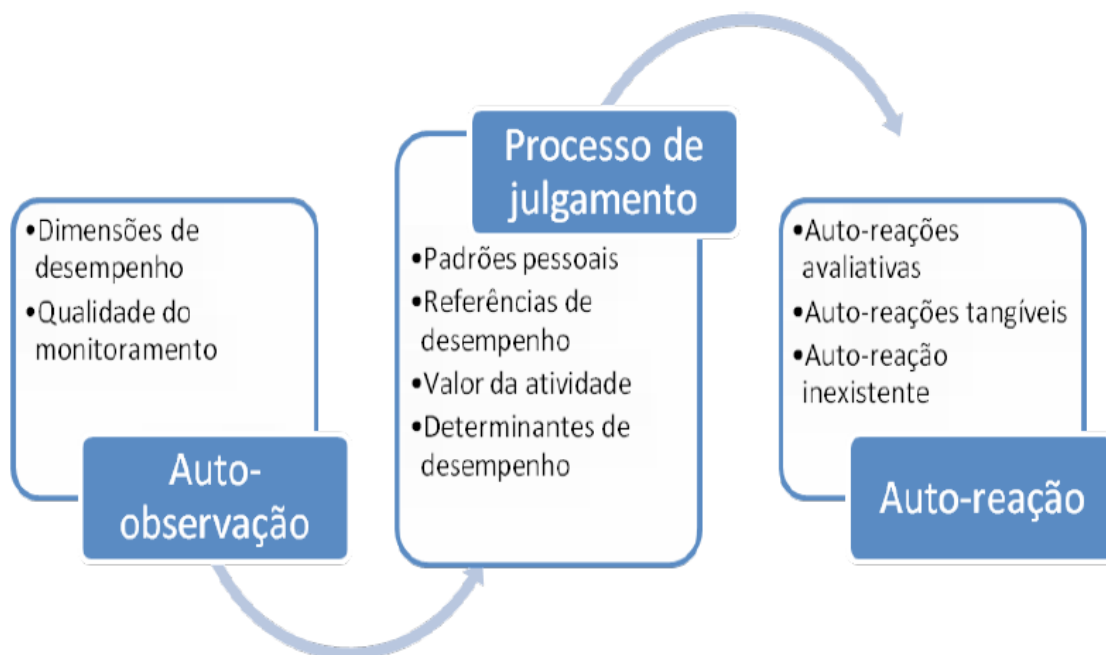 •Dimensões de
desempenho
•Qualidade do
monitoramento
Auto-
observação
Processo de
julgamento
•Padrões pessoais
•Referências de
desempenho
•Valor da atividade
•Determinantes de
desempenho
•Auto-reações
avaliativas
•Auto-reações tangíveis
•Auto-reação
inexistente
Auto-reação